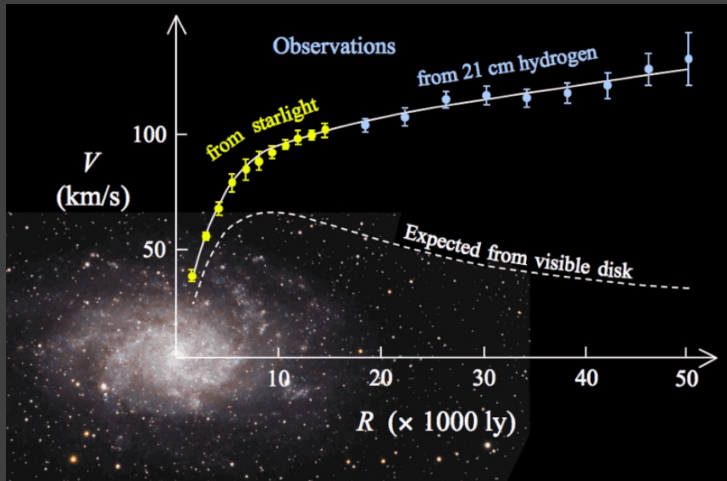 Observations
from 21 cm hydrogen
from starlight
100
V
(km/s)
50
Expected from visible disk
10
20
30
40
50
R (× 1000 ly)